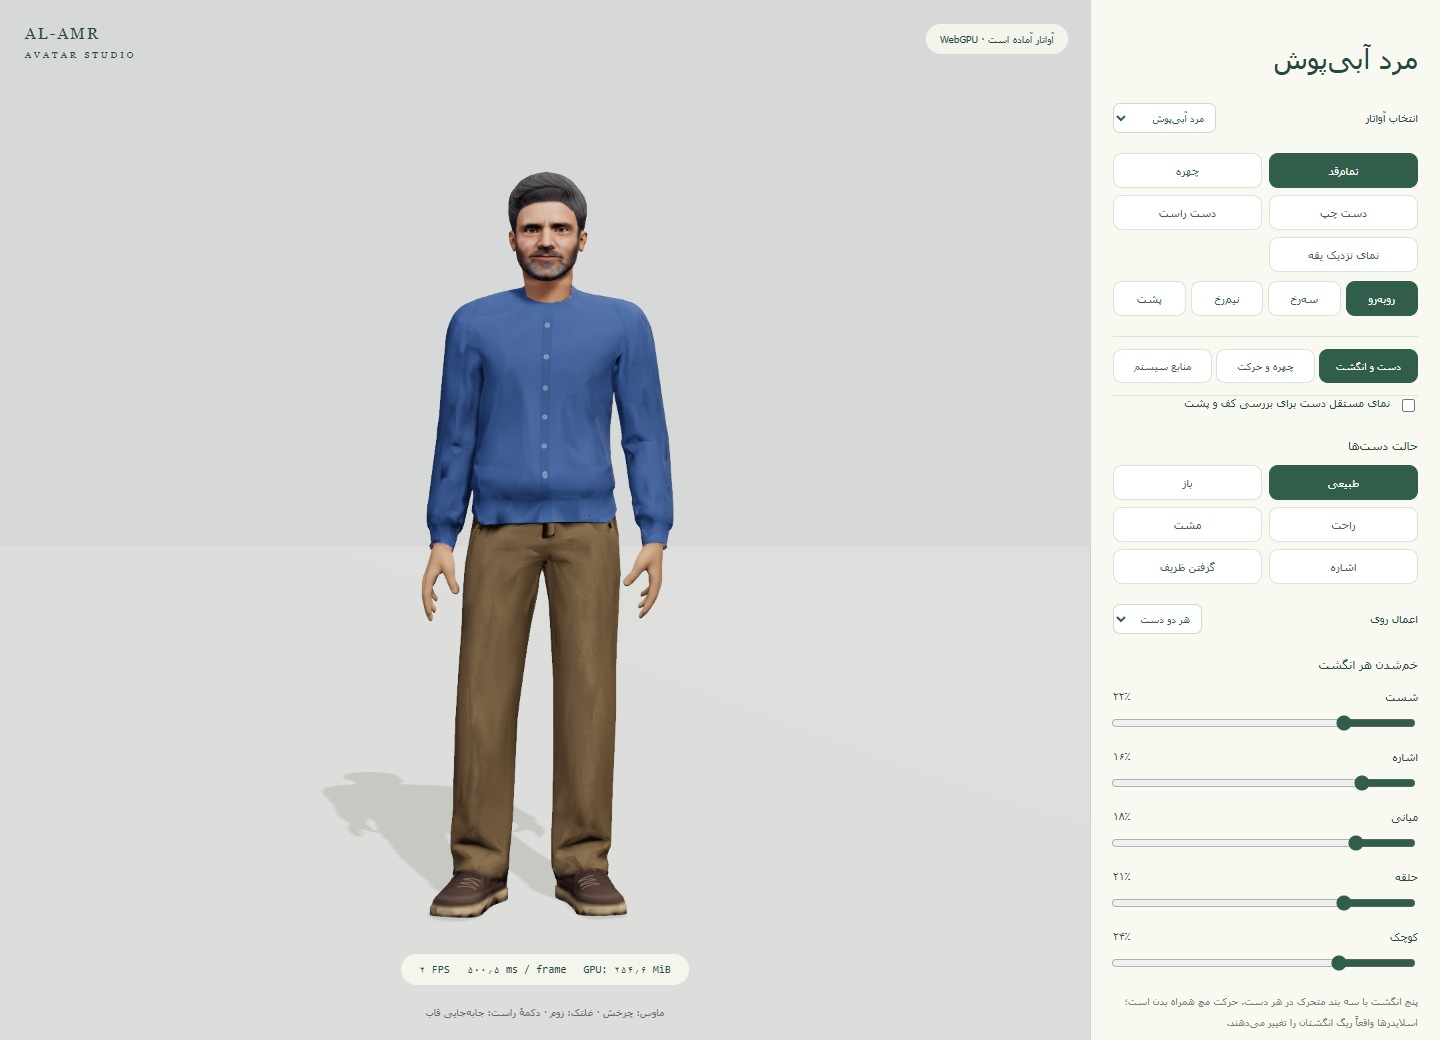 AL-AMR
AVATAR STUDIO
آواتار آماده است · WebGPU
مرد آبی‌پوش
انتخاب آواتار
مرد آبی‌پوش
تمام‌قد
چهره
دست چپ
دست راست
نمای نزدیک یقه
روبه‌رو
سه‌رخ
نیم‌رخ
پشت
دست و انگشت
چهره و حرکت
منابع سیستم
نمای مستقل دست برای بررسی کف و پشت
حالت دست‌ها
طبیعی
باز
راحت
مشت
اشاره
گرفتن ظریف
اعمال روی
هر دو دست
خم‌شدن هر انگشت
شست
۲۲٪
اشاره
۱۶٪
میانی
۱۸٪
حلقه
۲۱٪
کوچک
۲۴٪
پنج انگشت با سه بند متحرک در هر دست. حرکت مچ همراه بدن است؛
اسلایدرها واقعاً ریگ انگشتان را تغییر می‌دهند.
۲ FPS ۵۰۰٫۵ ms / frame GPU: ۲۵۴٫۶ MiB
ماوس: چرخش · غلتک: زوم · دکمهٔ راست: جابه‌جایی قاب